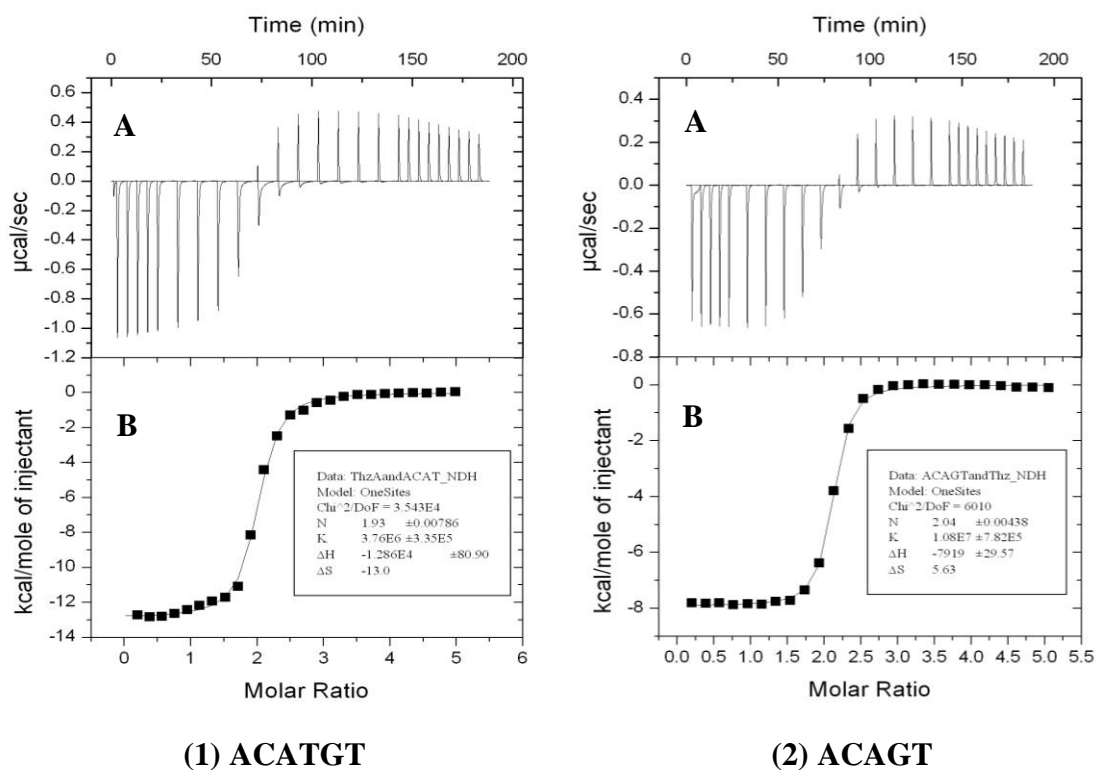 Time (min)
0 50 100 150 200
A
0.6
0.4
0.2
0.0
-0.2
-0.4
-0.6
-0.8
-1.0
-1.2
µcal/sec
B
0
-2
-4
-6
-8
-10
-12
-14
kcal/mole of injectant
Data: ThzAandACAT_NDH
Model: OneSites
Chi^2/DoF = 3.543E4
N 1.93 ±0.00786
K 3.76E6 ±3.35E5
ΔH -1.286E4 ±80.90
ΔS -13.0
0 1 2 3 4 5 6
Molar Ratio
(1) ACATGT
Time (min)
0 50 100 150 200
A
0.4
0.2
0.0
-0.2
-0.4
-0.6
-0.8
µcal/sec
B
0
-2
-4
-6
-8
kcal/mole of injectant
Data: ACAGTandThz_NDH
Model: OneSites
Chi^2/DoF = 6010
N 2.04 ±0.00438
K 1.08E7 ±7.82E5
ΔH -7919 ±29.57
ΔS 5.63
0.0 0.5 1.0 1.5 2.0 2.5 3.0 3.5 4.0 4.5 5.0 5.5
Molar Ratio
(2) ACAGT